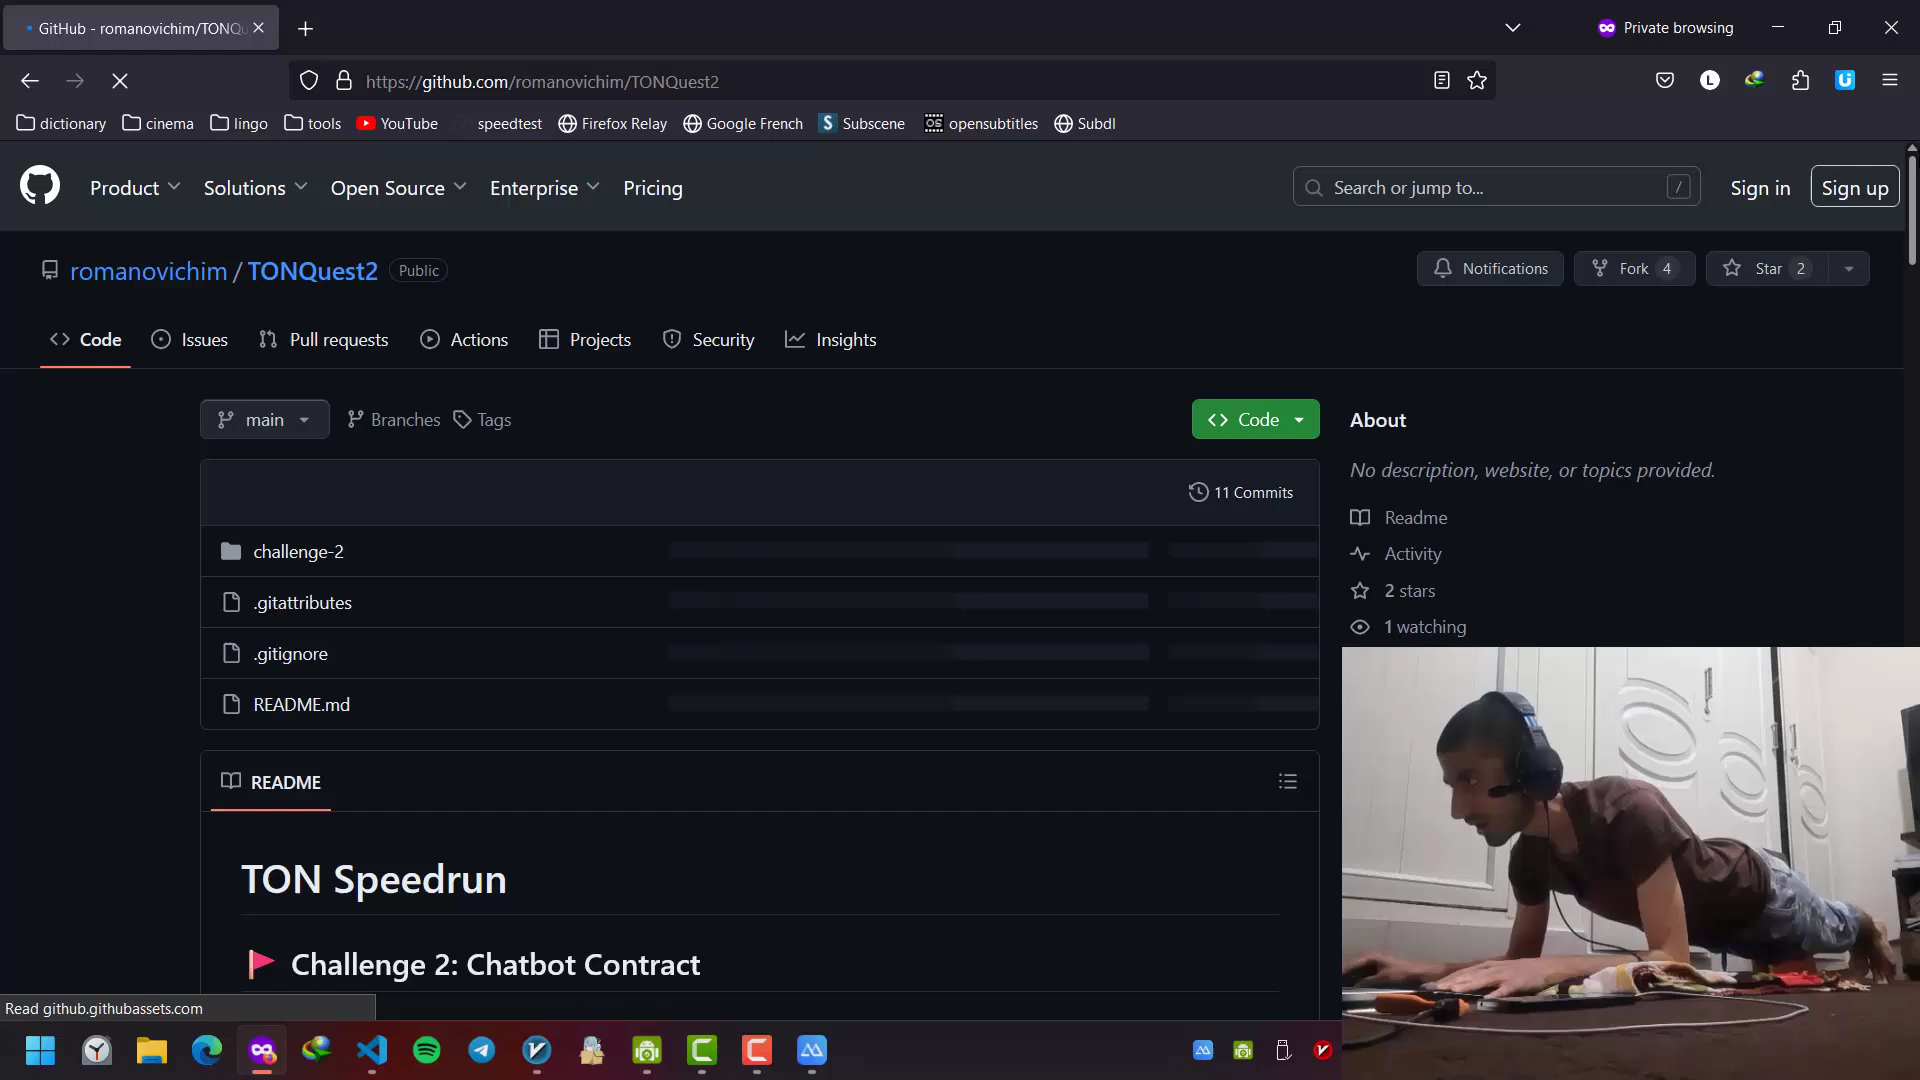 GitHub - romanovichim/TONQu
Private browsing
https://github.com/romanovichim/TONQuest2
L
dictionary cinema lingo tools YouTube speedtest Firefox Relay Google French S Subscene OS opensubtitles Subdl
Product Solutions Open Source Enterprise Pricing
Search or jump to... /
Sign in
Sign up
romanovichim / TONQuest2 Public
Notifications Fork 4 Star 2
Code Issues Pull requests Actions Projects Security Insights
main Branches Tags
Code
About
No description, website, or topics provided.
11 Commits
Readme
challenge-2
Activity
.gitattributes
2 stars
.gitignore
1 watching
README.md
README
TON Speedrun
Challenge 2: Chatbot Contract
Read github.githubassets.com